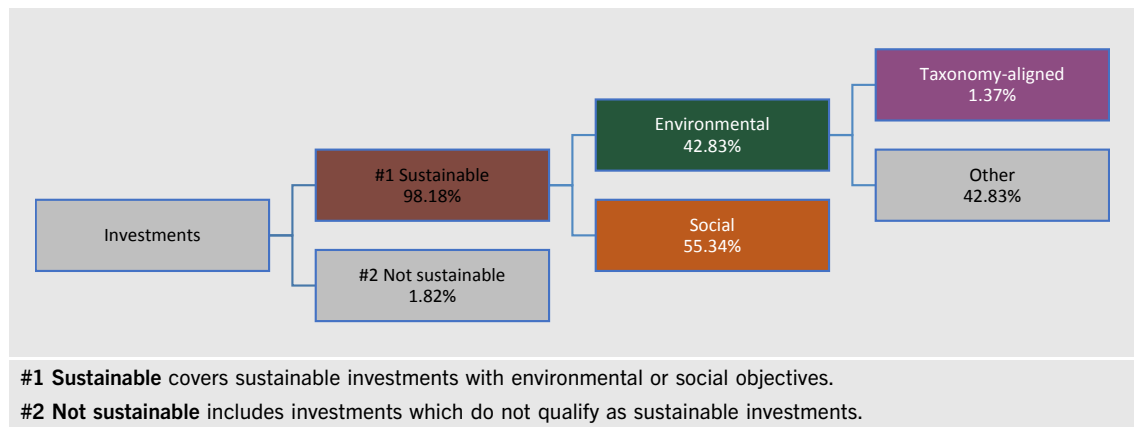 Investments
#1 Sustainable
98.18%
#2 Not sustainable
1.82%
Environmental
42.83%
Social
55.34%
Taxonomy-aligned
1.37%
Other
42.83%
#1 Sustainable covers sustainable investments with environmental or social objectives.
#2 Not sustainable includes investments which do not qualify as sustainable investments.